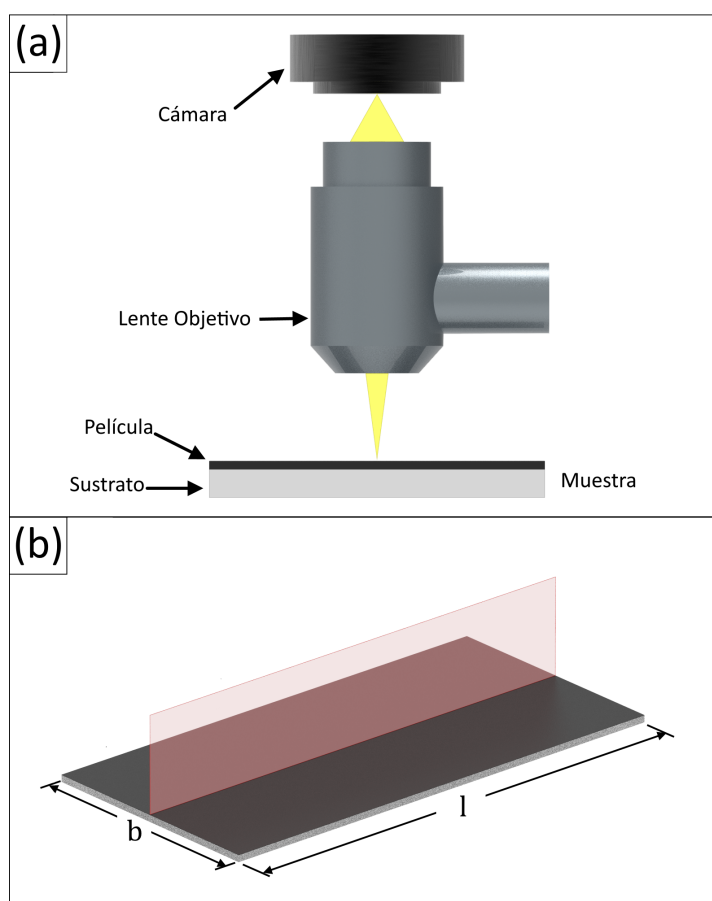 (a)
Cámara
Lente Objetivo
Película
Sustrato
Muestra
(b)
b
l